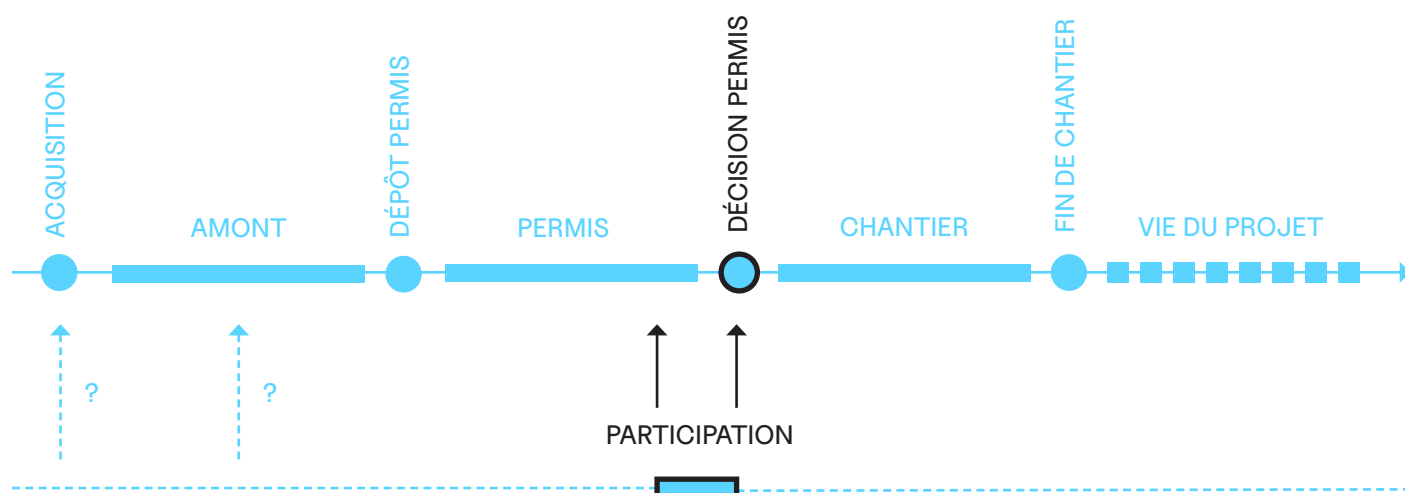 ACQUISITION
AMONT
DÉPÔT PERMIS
PERMIS
DÉCISION PERMIS
CHANTIER
FIN DE CHANTIER
VIE DU PROJET
?
?
PARTICIPATION